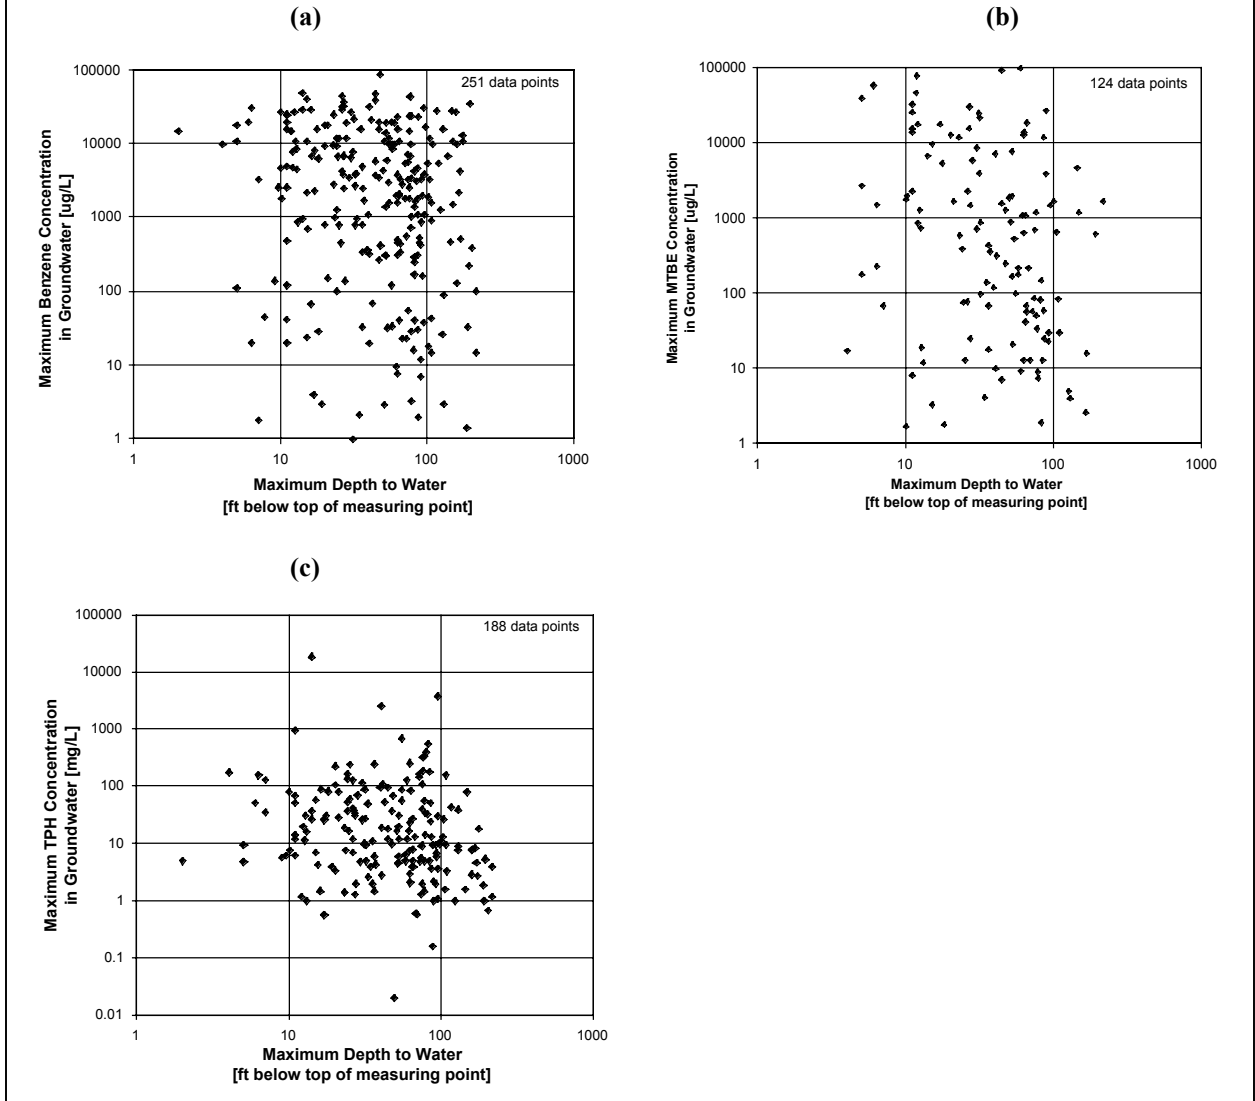 (a)
251 data points
Maximum Benzene Concentration
in Groundwater [ug/L]
100000
10000
1000
100
10
1
1
10
100
1000
Maximum Depth to Water
[ft below top of measuring point]
(b)
124 data points
Maximum MTBE Concentration
in Groundwater [ug/L]
100000
10000
1000
100
10
1
1
10
100
1000
Maximum Depth to Water
[ft below top of measuring point]
(c)
188 data points
Maximum TPH Concentration
in Groundwater [mg/L]
100000
10000
1000
100
10
1
0.1
0.01
1
10
100
1000
Maximum Depth to Water
[ft below top of measuring point]